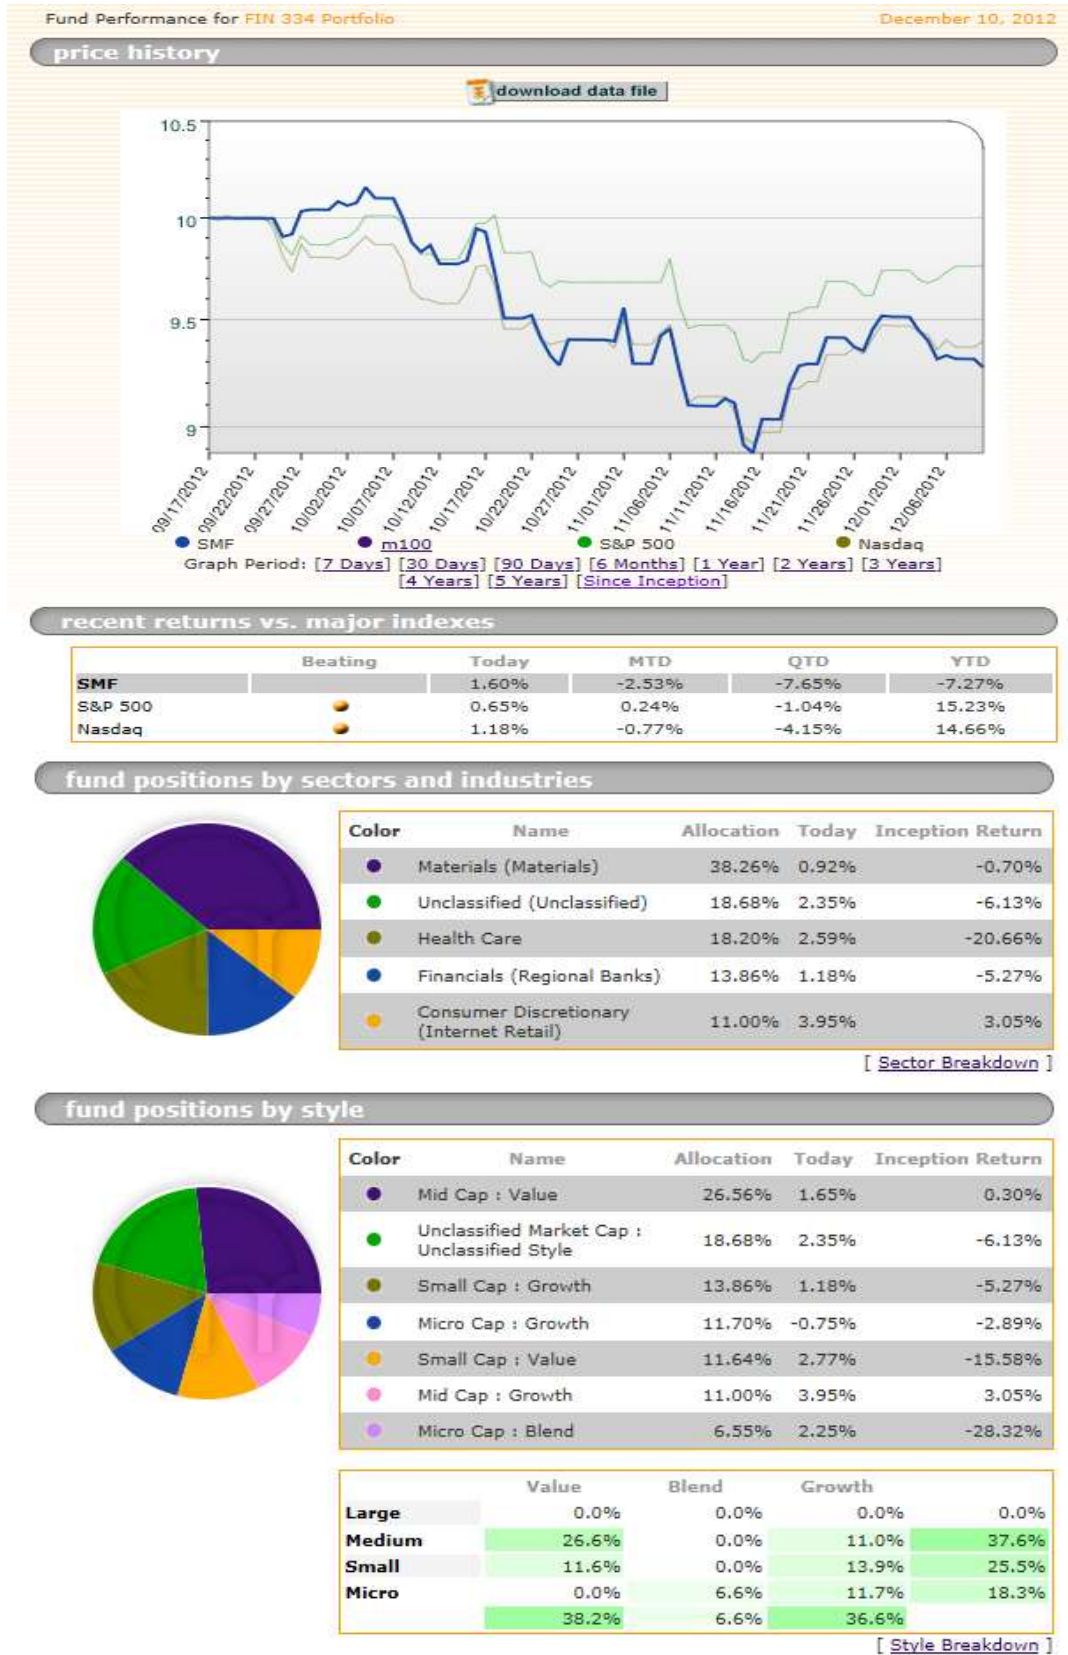 Fund Performance for FIN 334 Portfolio December 10, 2012
price history
download data file
10.5
10
9.5
9
09/17/2012 09/22/2012 09/27/2012 10/02/2012 10/07/2012 10/12/2012 10/17/2012 10/22/2012 10/27/2012 11/01/2012 11/06/2012 11/11/2012 11/16/2012 11/21/2012 11/26/2012 12/01/2012 12/06/2012
SMF m100 S&P 500 Nasdaq
Graph Period: [7 Days] [30 Days] [90 Days] [6 Months] [1 Year] [2 Years] [3 Years]
[4 Years] [5 Years] [Since Inception]
recent returns vs. major indexes
Beating Today MTD QTD YTD
SMF 1.60% -2.53% -7.65% -7.27%
S&P 500 0.65% 0.24% -1.04% 15.23%
Nasdaq 1.18% -0.77% -4.15% 14.66%
fund positions by sectors and industries
Color Name Allocation Today Inception Return
Materials (Materials) 38.26% 0.92% -0.70%
Unclassified (Unclassified) 18.68% 2.35% -6.13%
Health Care 18.20% 2.59% -20.66%
Financials (Regional Banks) 13.86% 1.18% -5.27%
Consumer Discretionary
(Internet Retail) 11.00% 3.95% 3.05%
[ Sector Breakdown ]
fund positions by style
Color Name Allocation Today Inception Return
Mid Cap : Value 26.56% 1.65% 0.30%
Unclassified Market Cap :
Unclassified Style 18.68% 2.35% -6.13%
Small Cap : Growth 13.86% 1.18% -5.27%
Micro Cap : Growth 11.70% -0.75% -2.89%
Small Cap : Value 11.64% 2.77% -15.58%
Mid Cap : Growth 11.00% 3.95% 3.05%
Micro Cap : Blend 6.55% 2.25% -28.32%
Value Blend Growth
Large 0.0% 0.0% 0.0% 0.0%
Medium 26.6% 0.0% 11.0% 37.6%
Small 11.6% 0.0% 13.9% 25.5%
Micro 0.0% 6.6% 11.7% 18.3%
38.2% 6.6% 36.6%
[ Style Breakdown ]